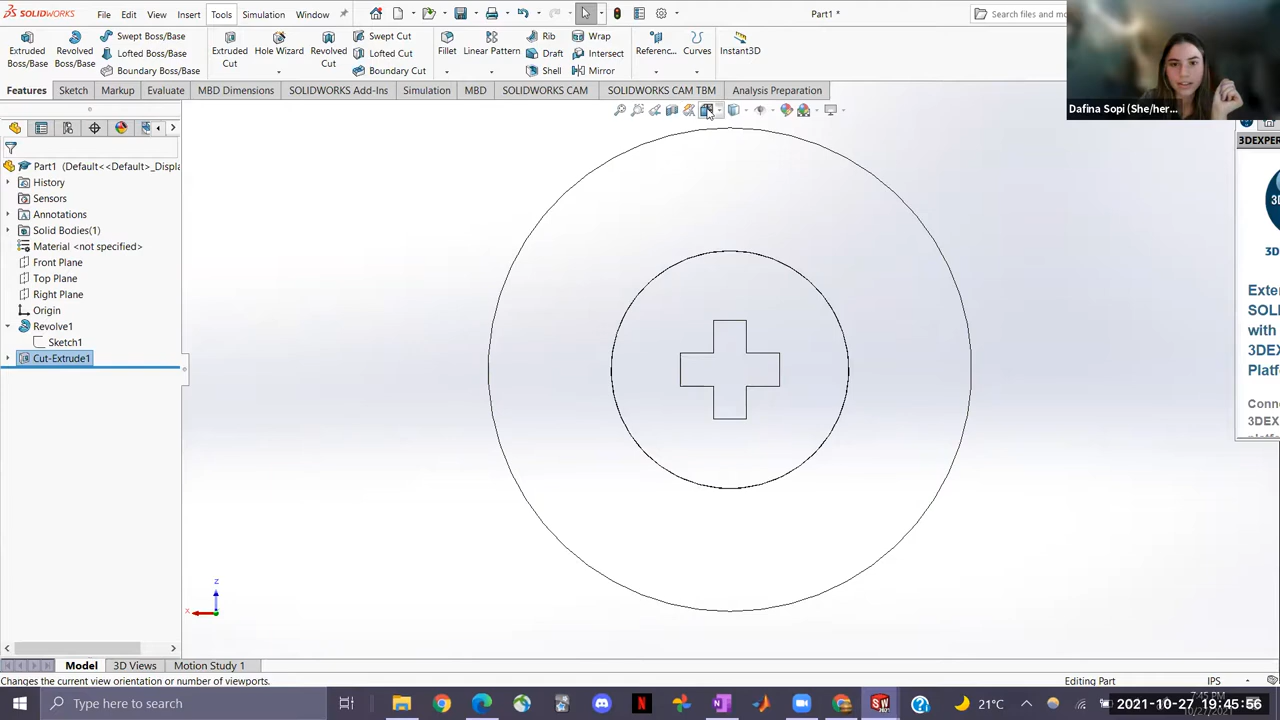 SOLIDWORKS File Edit View Insert Tools Simulation Window Part1 * Search files and mo
Extruded Boss/Base Revolved Boss/Base Swept Boss/Base Lofted Boss/Base Boundary Boss/Base Extruded Cut Hole Wizard Revolved Cut Swept Cut Lofted Cut Boundary Cut Fillet Linear Pattern Rib Draft Shell Wrap Intersect Mirror Referenc... Curves Instant3D
Dafina Sopi (She/her...
Features Sketch Markup Evaluate MBD Dimensions SOLIDWORKS Add-Ins Simulation MBD SOLIDWORKS CAM SOLIDWORKS CAM TBM Analysis Preparation
3DEXPER
Part1 (Default<<Default>_Displa
History
Sensors
Annotations
Solid Bodies(1)
Material <not specified>
Front Plane
Top Plane
Right Plane
Origin
Revolve1
Sketch1
Cut-Extrude1
3D
Exter
SOLI
with
3DEX
Platf
Conn
3DEX
z
x
Model 3D Views Motion Study 1
Changes the current view orientation or number of viewports. Editing Part IPS
Type here to search
21°C
7:45 PM
2021-10-27 19:45:56